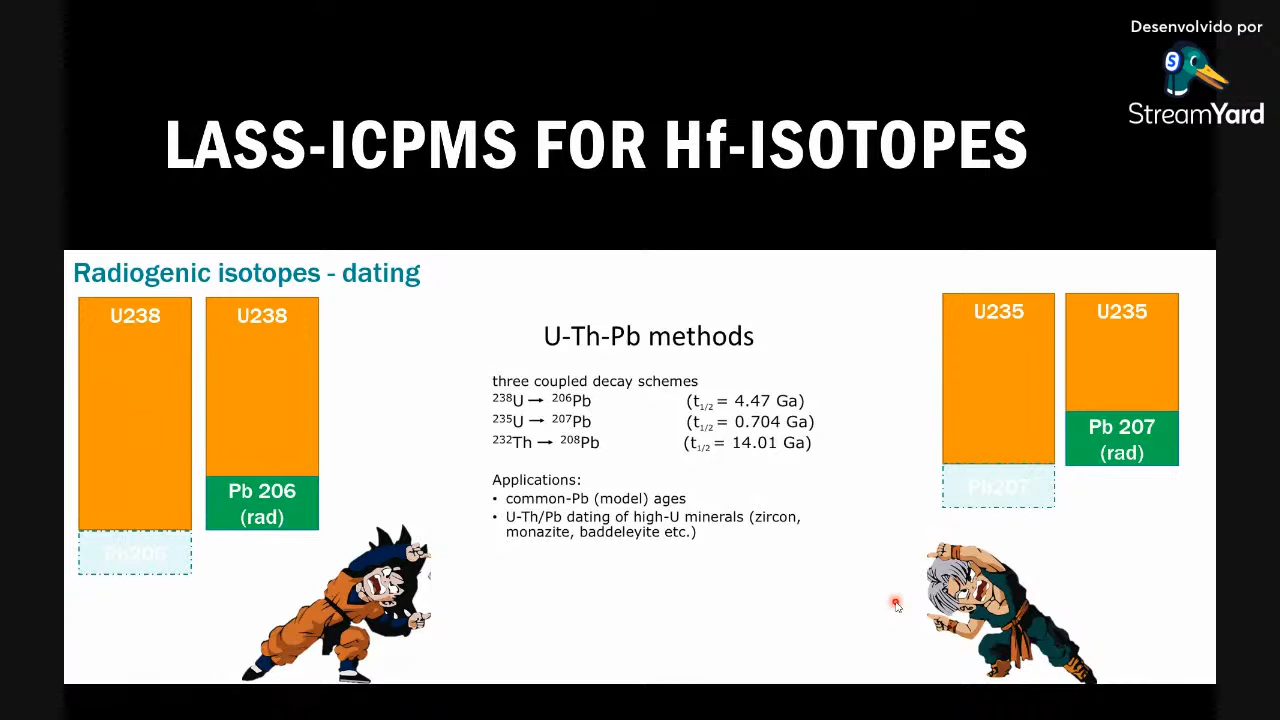 Desenvolvido por
StreamYard
LASS-ICPMS FOR Hf-ISOTOPES
Radiogenic isotopes - dating
U238
U238
Pb 206
(rad)
Pb206
U-Th-Pb methods
three coupled decay schemes
²³⁸U → ²⁰⁶Pb (t₁/₂ = 4.47 Ga)
²³⁵U → ²⁰⁷Pb (t₁/₂ = 0.704 Ga)
²³²Th → ²⁰⁸Pb (t₁/₂ = 14.01 Ga)
Applications:
• common-Pb (model) ages
• U-Th/Pb dating of high-U minerals (zircon,
monazite, baddeleyite etc.)
U235
U235
Pb 207
(rad)
Pb207